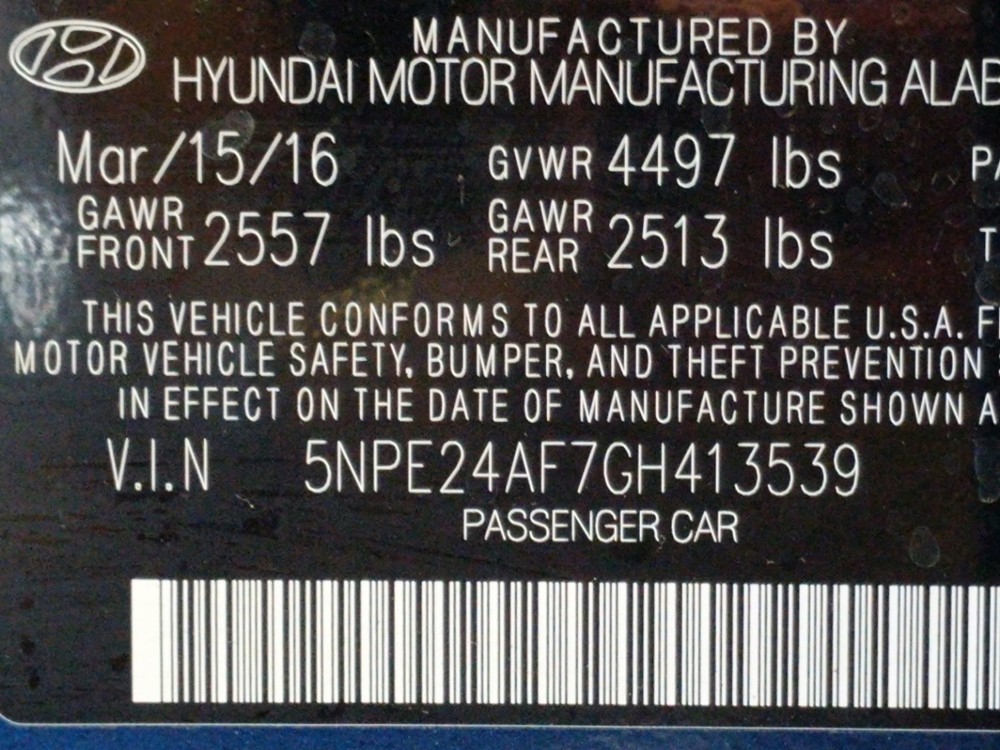 MANUFACTURED BY
HYUNDAI MOTOR MANUFACTURING ALAB
Mar/15/16 GVWR 4497 lbs PA
GAWR FRONT 2557 lbs GAWR REAR 2513 lbs T
THIS VEHICLE CONFORMS TO ALL APPLICABLE U.S.A. F
MOTOR VEHICLE SAFETY, BUMPER, AND THEFT PREVENTION
IN EFFECT ON THE DATE OF MANUFACTURE SHOWN A
V.I.N 5NPE24AF7GH413539
PASSENGER CAR